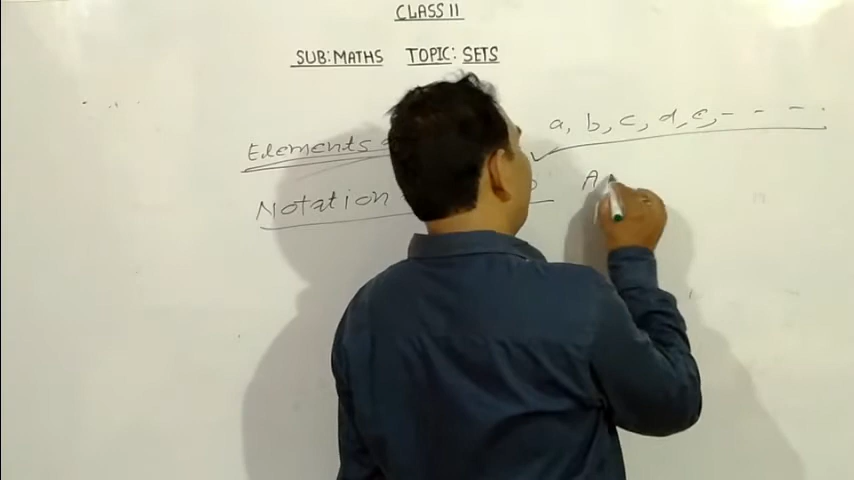 CLASS 11
SUB: MATHS TOPIC: SETS
Elements a, b, c, d, e, - - - .
Notation A